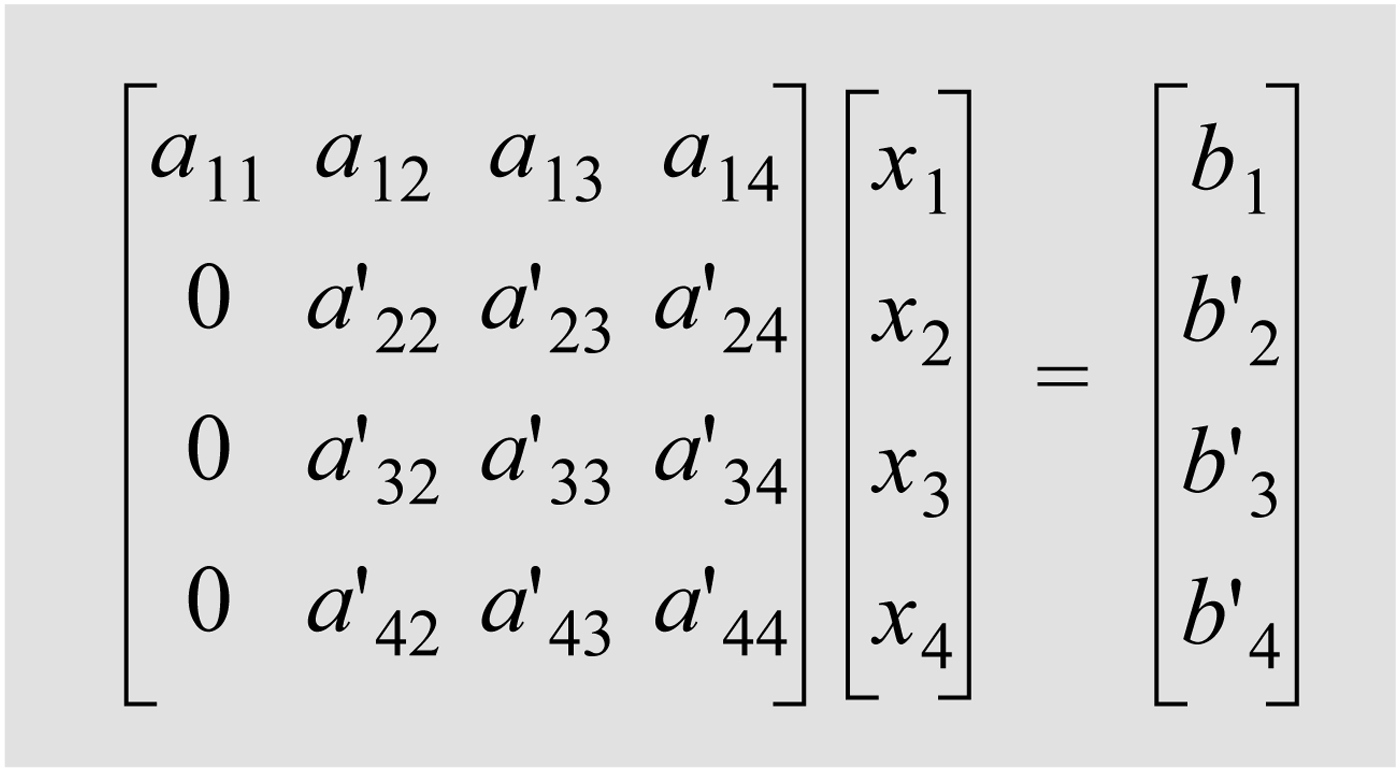 a11 a12 a13 a14 x1 b1
0 a'22 a'23 a'24 x2 b'2
=
0 a'32 a'33 a'34 x3 b'3
0 a'42 a'43 a'44 x4 b'4